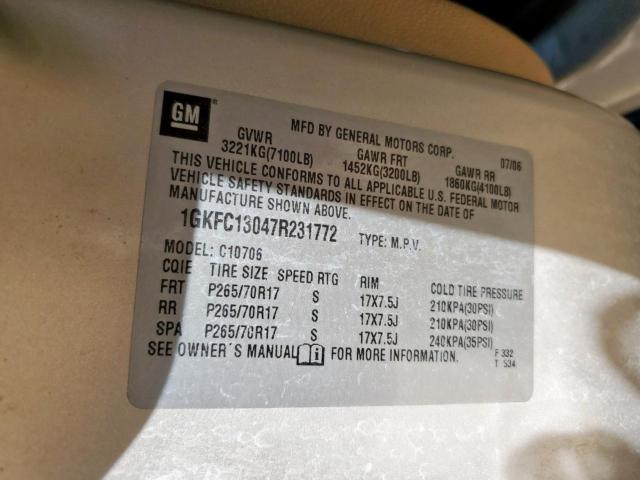 GM ®
MFD BY GENERAL MOTORS CORP. 07/06
GVWR GAWR FRT GAWR RR
3221KG(7100LB) 1452KG(3200LB) 1860KG(4100LB)
THIS VEHICLE CONFORMS TO ALL APPLICABLE U.S. FEDERAL MOTOR
VEHICLE SAFETY STANDARDS IN EFFECT ON THE DATE OF
MANUFACTURE SHOWN ABOVE.
1GKFC13047R231772 TYPE: M.P.V.
MODEL: C10706
CQIE TIRE SIZE SPEED RTG RIM COLD TIRE PRESSURE
FRT P265/70R17 S 17X7.5J 210KPA(30PSI)
RR P265/70R17 S 17X7.5J 210KPA(30PSI)
SPA P265/70R17 S 17X7.5J 240KPA(35PSI)
SEE OWNER'S MANUAL i FOR MORE INFORMATION.
F 332
T 534